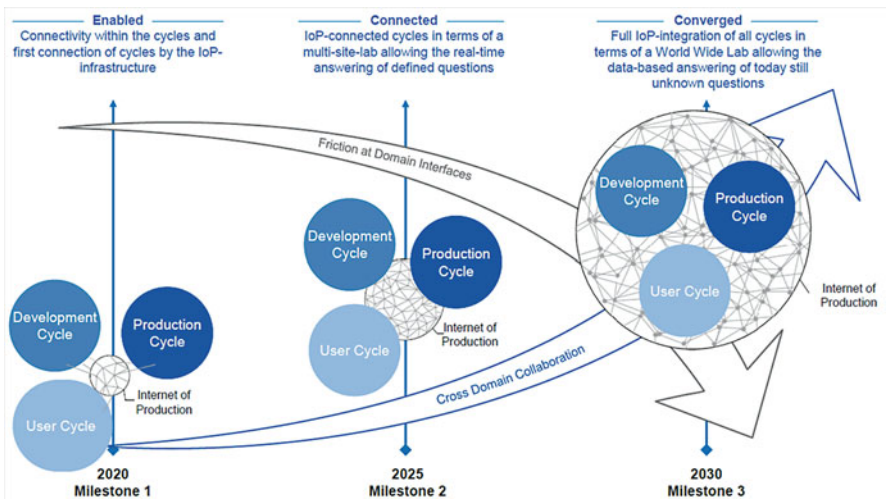 Enabled
Connectivity within the cycles and
first connection of cycles by the IoP-
infrastructure
Connected
IoP-connected cycles in terms of a
multi-site-lab allowing the real-time
answering of defined questions
Converged
Full IoP-integration of all cycles in
terms of a World Wide Lab allowing the
data-based answering of today still
unknown questions
Friction at Domain Interfaces
Development
Cycle
Production
Cycle
User Cycle
Internet of
Production
Development
Cycle
Production
Cycle
User Cycle
Internet of
Production
Development
Cycle
Production
Cycle
User Cycle
Internet of
Production
Cross Domain Collaboration
2020
Milestone 1
2025
Milestone 2
2030
Milestone 3